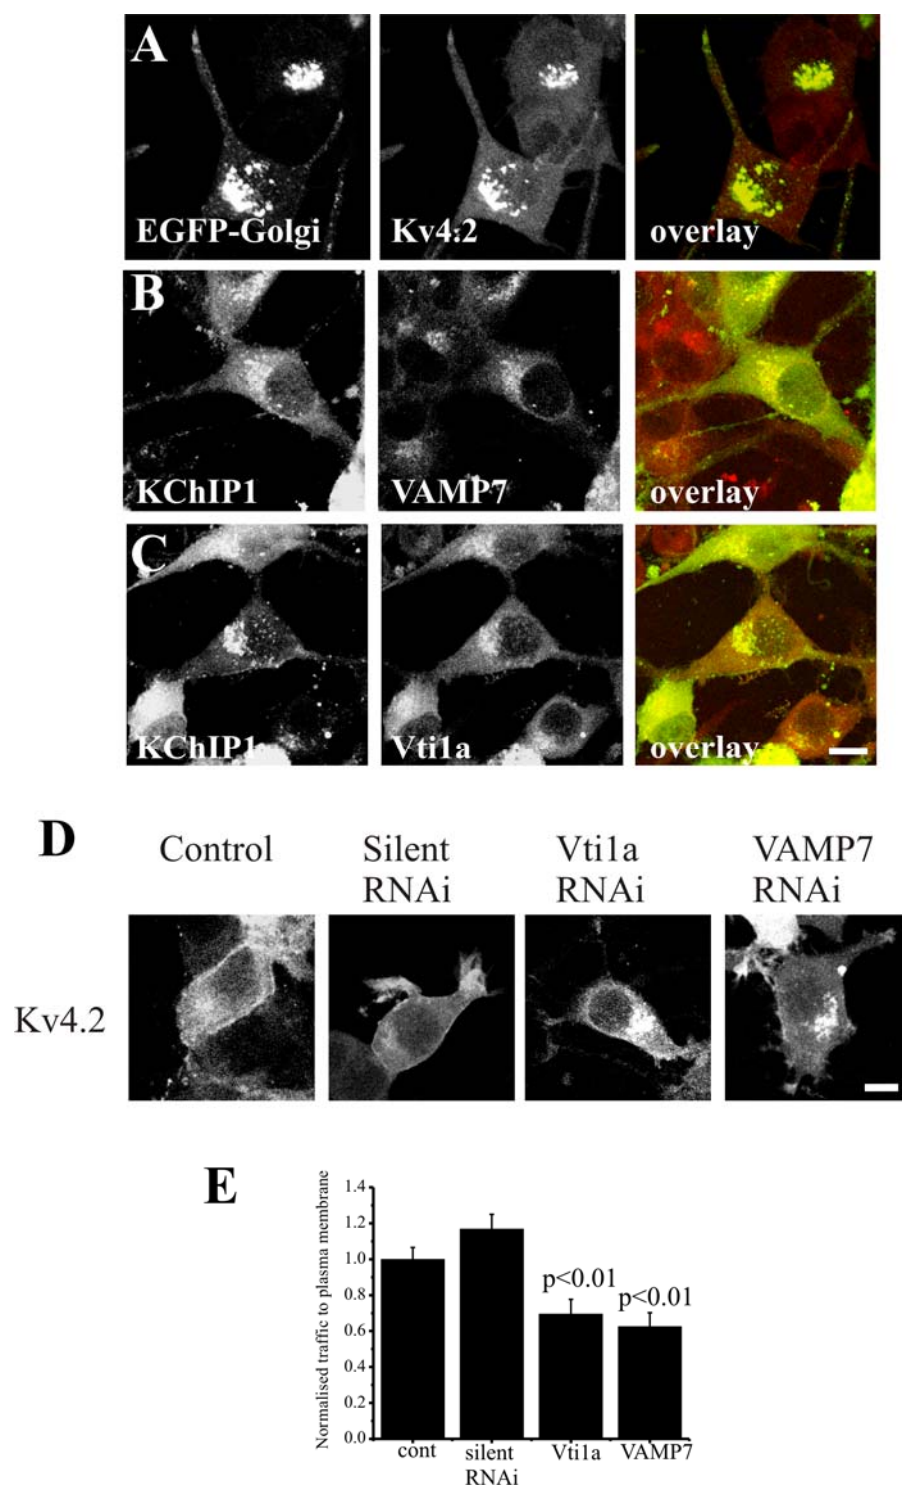 A
EGFP-Golgi Kv4.2 overlay
B
KChIP1 VAMP7 overlay
C
KChIP1 Vti1a overlay
D
Control Silent RNAi Vti1a RNAi VAMP7 RNAi
Kv4.2
E
Normalised traffic to plasma membrane
1.4
1.2
1.0
0.8
0.6
0.4
0.2
0.0
p<0.01 p<0.01
cont silent RNAi Vti1a VAMP7